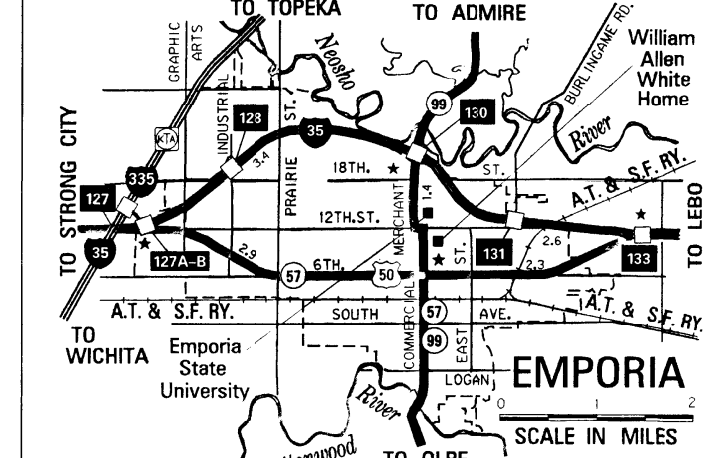 TO TOPEKA
TO ADMIRE
GRAPHIC
ARTS
Neosho
BURLINGAME RD.
William
Allen
White
Home
99
130
River
INDUSTRIAL
128
ST.
35
KTA
3.4
PRAIRIE
18TH.
ST.
A.T. & S.F. RY.
TO STRONG CITY
335
127
MERCHANT
1.4
12TH. ST.
TO LEBO
35
127A-B
2.9
ST.
131
2.6
133
6TH.
57
50
2.3
A.T. & S.F. RY.
SOUTH
AVE.
57
A.T. & S.F. RY.
TO
WICHITA
COMMERCIAL
99
EAST
Emporia
State
University
LOGAN
EMPORIA
River
0 1 2
SCALE IN MILES
TO OLPE